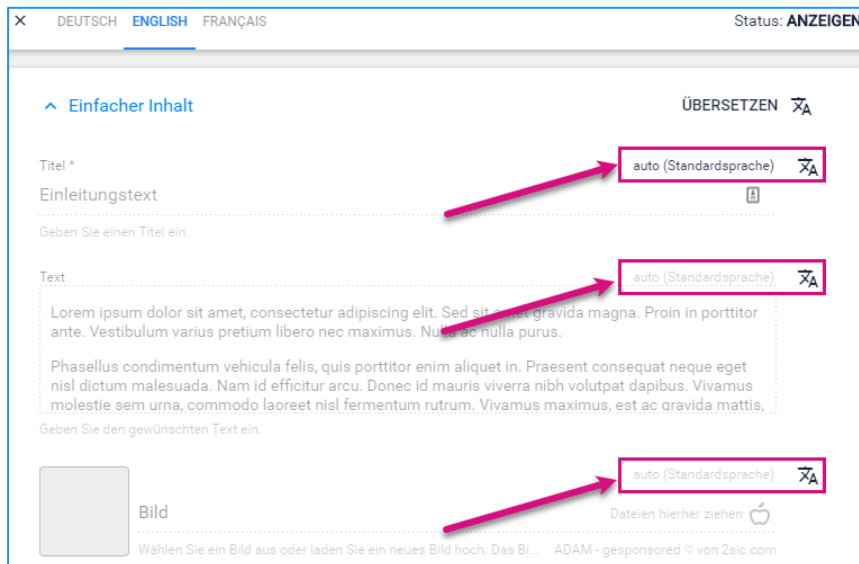 × DEUTSCH ENGLISH FRANÇAIS Status: ANZEIGEN
Einfacher Inhalt ÜBERSETZEN
Titel * auto (Standardsprache)
Einleitungstext
Geben Sie einen Titel ein.
Text auto (Standardsprache)
Lorem ipsum dolor sit amet, consectetur adipiscing elit. Sed sit amet gravida magna. Proin in porttitor
ante. Vestibulum varius pretium libero nec maximus. Nulla ac nulla purus.
Phasellus condimentum vehicula felis, quis porttitor enim aliquet in. Praesent consequat neque eget
nisl dictum malesuada. Nam id efficitur arcu. Donec id mauris viverra nibh volutpat dapibus. Vivamus
molestie sem urna, commodo laoreet nisl fermentum rutrum. Vivamus maximus, est ac gravida mattis,
Geben Sie den gewünschten Text ein.
auto (Standardsprache)
Bild Dateien hierher ziehen
Wählen Sie ein Bild aus oder laden Sie ein neues Bild hoch. Das Bi... ADAM - gesponsored ♡ von 2sic.com